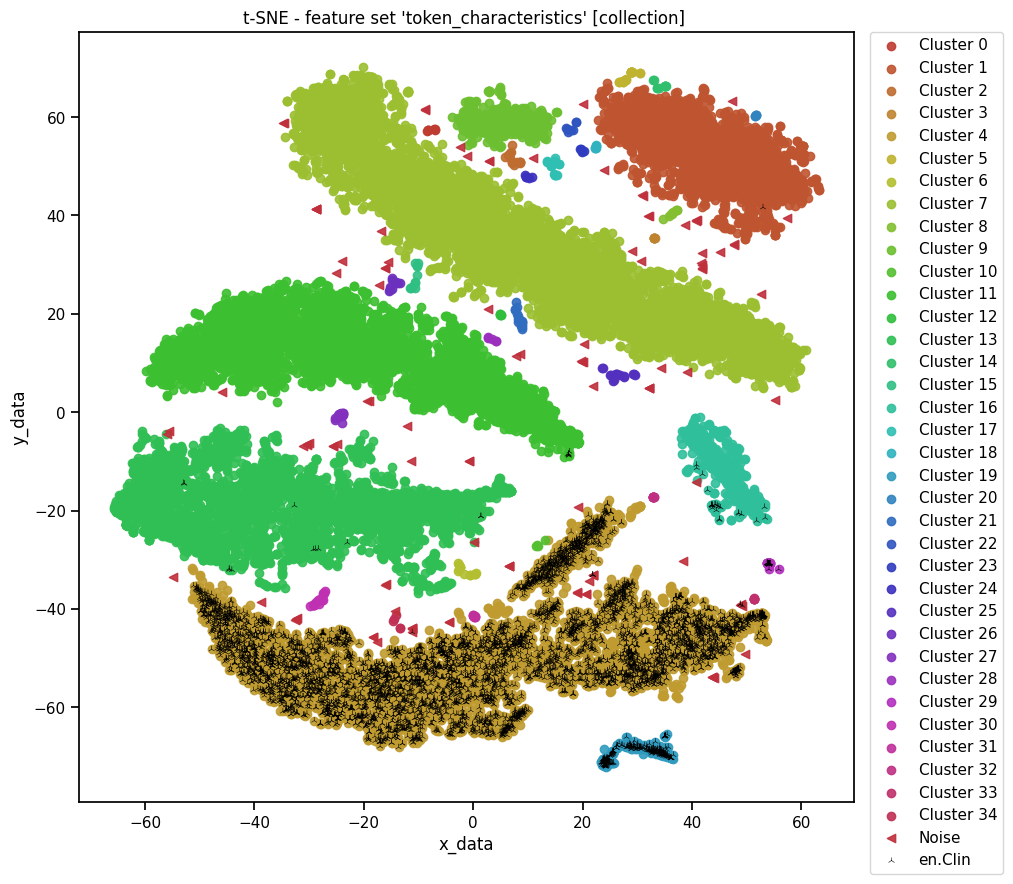 t-SNE - feature set 'token_characteristics' [collection]
60
40
20
0
−20
−40
−60
y_data
−60
−40
−20
0
20
40
60
x_data
Cluster 0
Cluster 1
Cluster 2
Cluster 3
Cluster 4
Cluster 5
Cluster 6
Cluster 7
Cluster 8
Cluster 9
Cluster 10
Cluster 11
Cluster 12
Cluster 13
Cluster 14
Cluster 15
Cluster 16
Cluster 17
Cluster 18
Cluster 19
Cluster 20
Cluster 21
Cluster 22
Cluster 23
Cluster 24
Cluster 25
Cluster 26
Cluster 27
Cluster 28
Cluster 29
Cluster 30
Cluster 31
Cluster 32
Cluster 33
Cluster 34
Noise
en.Clin